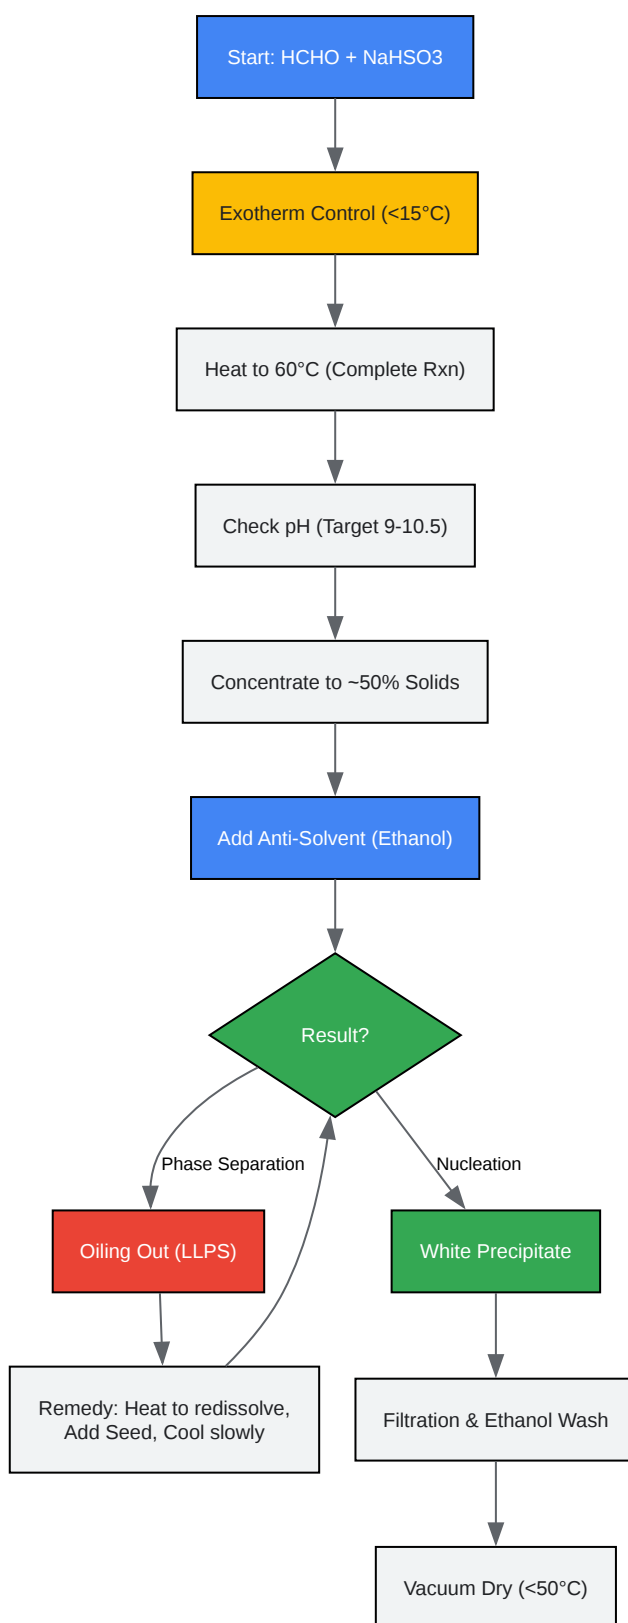 Start: HCHO + NaHSO3
Exotherm Control (<15°C)
Heat to 60°C (Complete Rxn)
Check pH (Target 9-10.5)
Concentrate to ~50% Solids
Add Anti-Solvent (Ethanol)
Result?
Phase Separation
Nucleation
Oiling Out (LLPS)
White Precipitate
Remedy: Heat to redissolve,
Add Seed, Cool slowly
Filtration & Ethanol Wash
Vacuum Dry (<50°C)